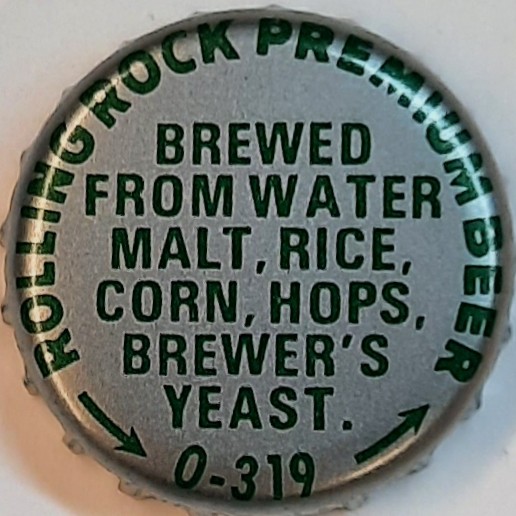 ROLLING ROCK PREMIUM BEER
BREWED
FROM WATER
MALT, RICE,
CORN, HOPS,
BREWER'S
YEAST.
0-319